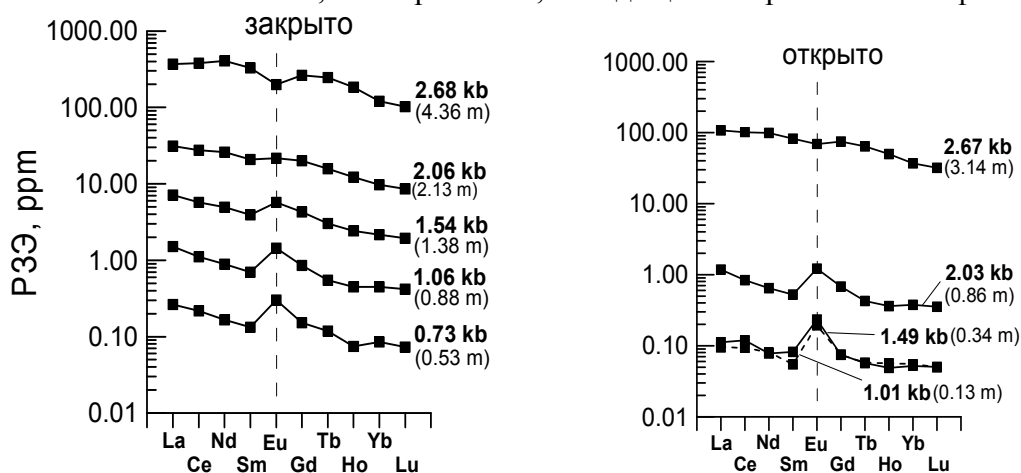 закрыто
1000.00
100.00
10.00
1.00
0.10
0.01
РЗЭ, ppm
2.68 kb
(4.36 m)
2.06 kb
(2.13 m)
1.54 kb
(1.38 m)
1.06 kb
(0.88 m)
0.73 kb
(0.53 m)
La Nd Eu Tb Yb
Ce Sm Gd Ho Lu
открыто
1000.00
100.00
10.00
1.00
0.10
0.01
2.67 kb
(3.14 m)
2.03 kb
(0.86 m)
1.49 kb (0.34 m)
1.01 kb (0.13 m)
La Nd Eu Tb Yb
Ce Sm Gd Ho Lu